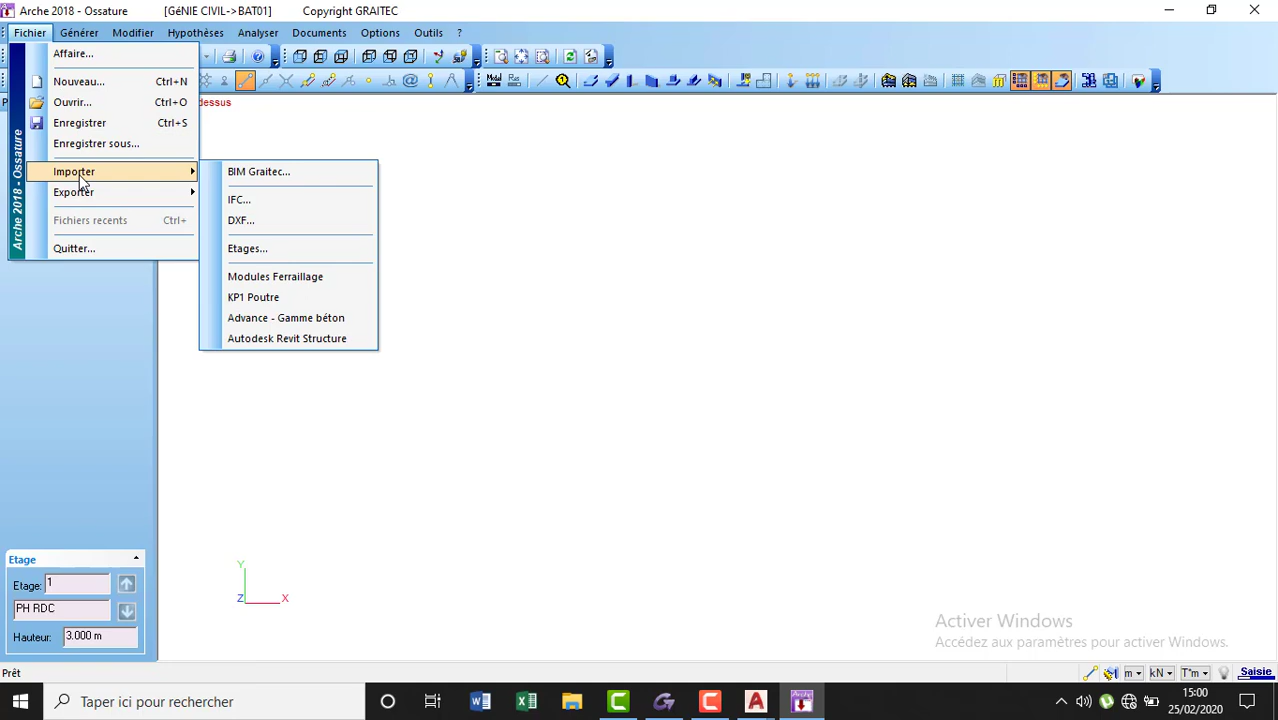 Arche 2018 - Ossature [GéNIE CIVIL->BAT01] Copyright GRAITEC
Fichier Générer Modifier Hypothèses Analyser Documents Options Outils ?
Affaire...
Nouveau... Ctrl+N
Ouvrir... Ctrl+O
dessus
Enregistrer Ctrl+S
Enregistrer sous...
Importer
Exporter
Fichiers recents Ctrl+
Quitter...
Arche 2018 - Ossature
BIM Graitec...
IFC...
DXF...
Etages...
Modules Ferraillage
KP1 Poutre
Advance - Gamme béton
Autodesk Revit Structure
Etage
Etage: 1
PH RDC
Hauteur: 3.000 m
Y
Z X
Activer Windows
Accédez aux paramètres pour activer Windows.
Prêt
m kN T*m Saisie
Taper ici pour rechercher
15:00
25/02/2020